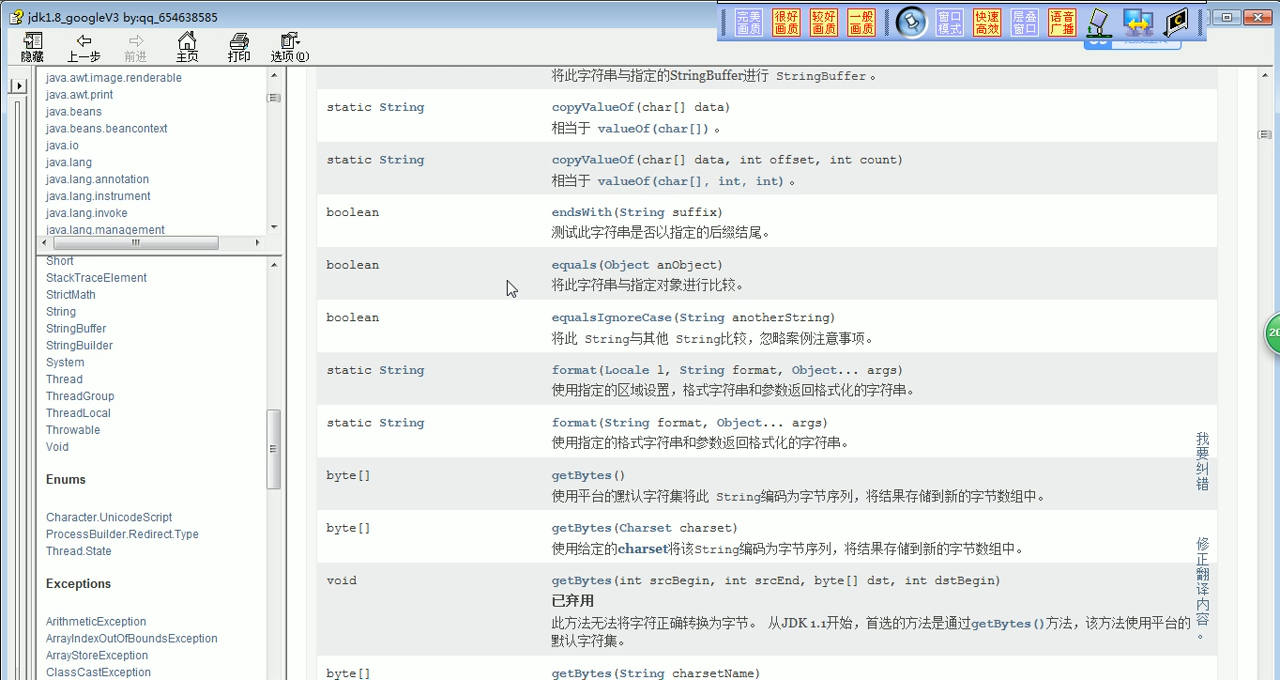 jdk1.8_googleV3 by:qq_654638585
完美画质
很好画质
较好画质
一般画质
窗口模式
快速高效
层叠窗口
语音广播
隐藏
上一步
前进
主页
打印
选项(O)
java.awt.image.renderable
java.awt.print
java.beans
java.beans.beancontext
java.io
java.lang
java.lang.annotation
java.lang.instrument
java.lang.invoke
java.lang.management
Short
StackTraceElement
StrictMath
String
StringBuffer
StringBuilder
System
Thread
ThreadGroup
ThreadLocal
Throwable
Void
Enums
Character.UnicodeScript
ProcessBuilder.Redirect.Type
Thread.State
Exceptions
ArithmeticException
ArrayIndexOutOfBoundsException
ArrayStoreException
ClassCastException
将此字符串与指定的StringBuffer进行 StringBuffer 。
static String copyValueOf(char[] data)
相当于 valueOf(char[]) 。
static String copyValueOf(char[] data, int offset, int count)
相当于 valueOf(char[], int, int) 。
boolean endsWith(String suffix)
测试此字符串是否以指定的后缀结尾。
boolean equals(Object anObject)
将此字符串与指定对象进行比较。
boolean equalsIgnoreCase(String anotherString)
将此 String与其他 String比较，忽略案例注意事项。
static String format(Locale l, String format, Object... args)
使用指定的区域设置，格式字符串和参数返回格式化的字符串。
static String format(String format, Object... args)
使用指定的格式字符串和参数返回格式化的字符串。
byte[] getBytes()
使用平台的默认字符集将此 String编码为字节序列，将结果存储到新的字节数组中。
byte[] getBytes(Charset charset)
使用给定的charset将该String编码为字节序列，将结果存储到新的字节数组中。
void getBytes(int srcBegin, int srcEnd, byte[] dst, int dstBegin)
已弃用
此方法无法将字符正确转换为字节。 从JDK 1.1开始，首选的方法是通过getBytes()方法，该方法使用平台的
默认字符集。
byte[] getBytes(String charsetName)
我要纠错
修正翻译内容。